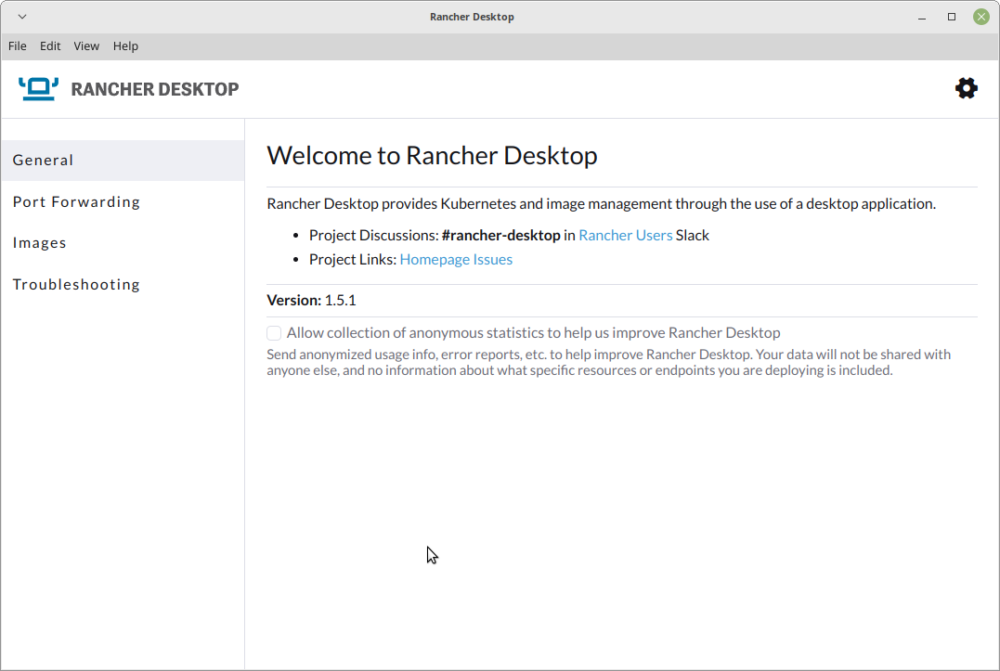 Rancher Desktop
File Edit View Help
RANCHER DESKTOP
General
Port Forwarding
Images
Troubleshooting
Welcome to Rancher Desktop
Rancher Desktop provides Kubernetes and image management through the use of a desktop application.
• Project Discussions: #rancher-desktop in Rancher Users Slack
• Project Links: Homepage Issues
Version: 1.5.1
Allow collection of anonymous statistics to help us improve Rancher Desktop
Send anonymized usage info, error reports, etc. to help improve Rancher Desktop. Your data will not be shared with
anyone else, and no information about what specific resources or endpoints you are deploying is included.